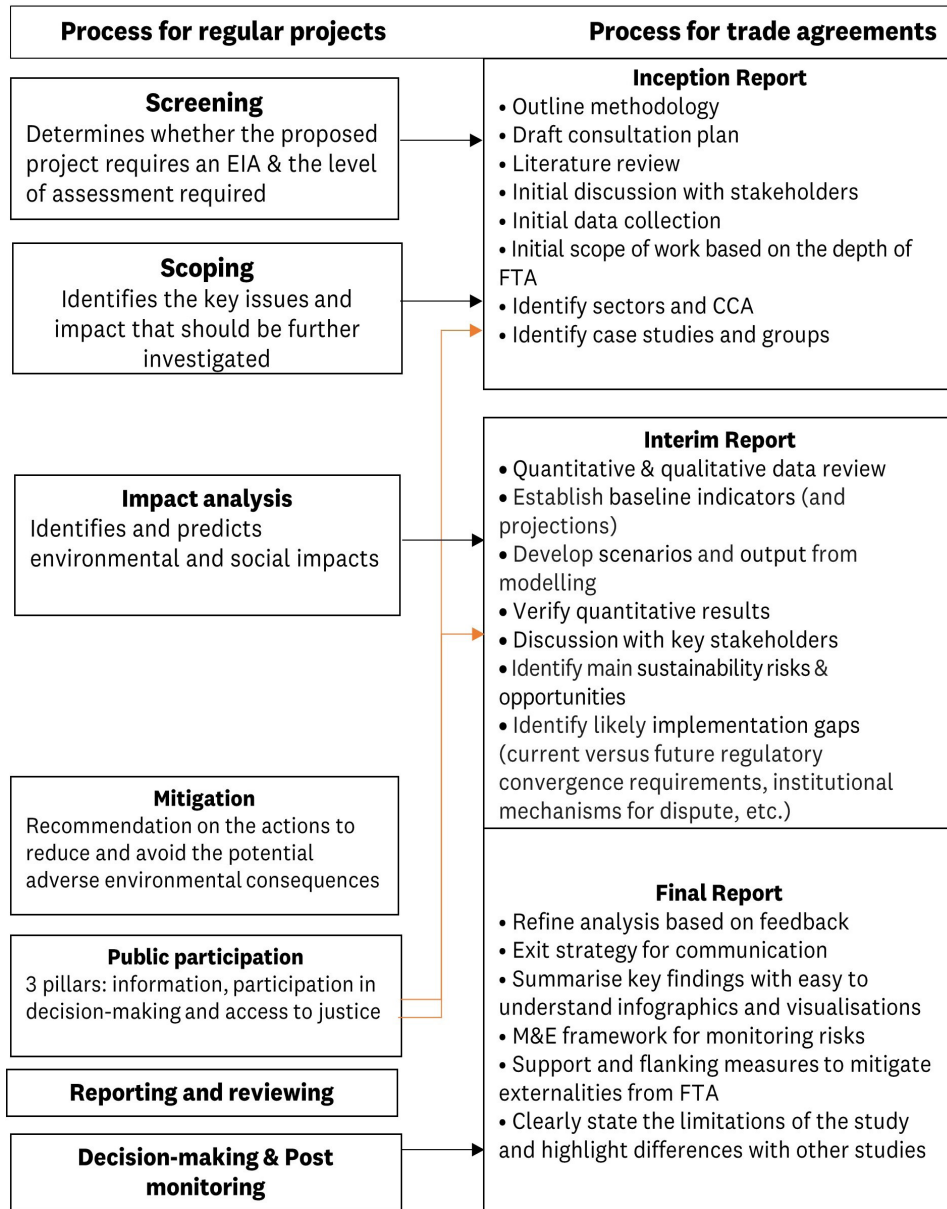 Process for regular projects
Process for trade agreements
Screening
Determines whether the proposed
project requires an EIA & the level
of assessment required
Scoping
Identifies the key issues and
impact that should be further
investigated
Impact analysis
Identifies and predicts
environmental and social impacts
Mitigation
Recommendation on the actions to
reduce and avoid the potential
adverse environmental consequences
Public participation
3 pillars: information, participation in
decision-making and access to justice
Reporting and reviewing
Decision-making & Post
monitoring
Inception Report
• Outline methodology
• Draft consultation plan
• Literature review
• Initial discussion with stakeholders
• Initial data collection
• Initial scope of work based on the depth of
FTA
• Identify sectors and CCA
• Identify case studies and groups
Interim Report
• Quantitative & qualitative data review
• Establish baseline indicators (and
projections)
• Develop scenarios and output from
modelling
• Verify quantitative results
• Discussion with key stakeholders
• Identify main sustainability risks &
opportunities
• Identify likely implementation gaps
(current versus future regulatory
convergence requirements, institutional
mechanisms for dispute, etc.)
Final Report
• Refine analysis based on feedback
• Exit strategy for communication
• Summarise key findings with easy to
understand infographics and visualisations
• M&E framework for monitoring risks
• Support and flanking measures to mitigate
externalities from FTA
• Clearly state the limitations of the study
and highlight differences with other studies